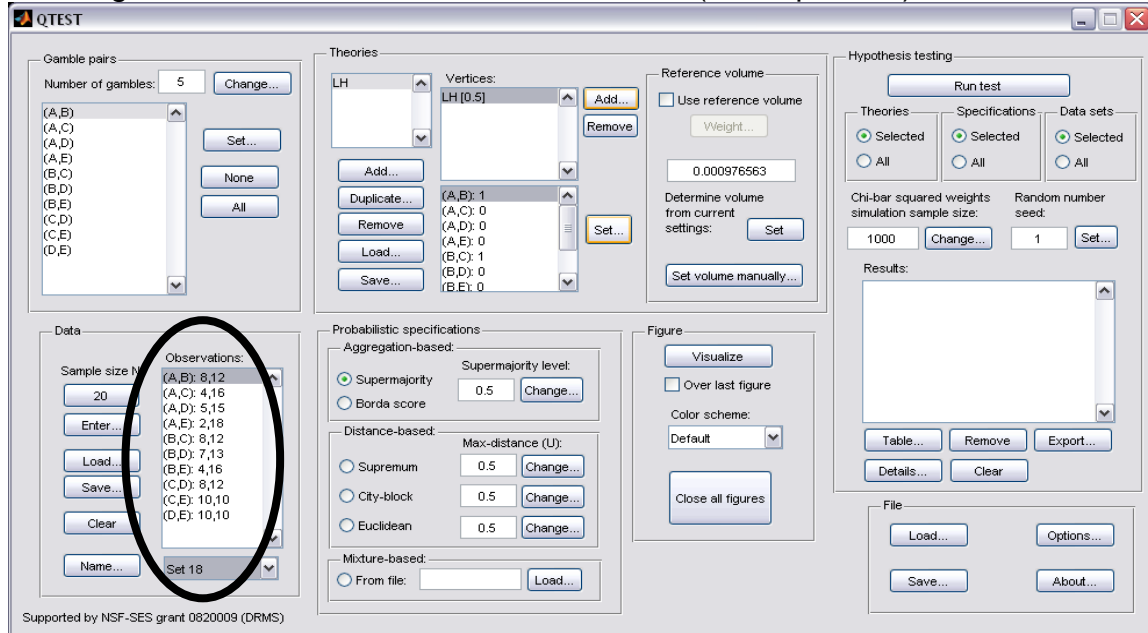 QTEST
Gamble pairs
Number of gambles: 5 Change...
(A,B)
(A,C)
(A,D)
(A,E)
(B,C)
(B,D)
(B,E)
(C,D)
(C,E)
(D,E)
Set...
None
All
Theories
LH
Add...
Duplicate...
Remove
Load...
Save...
Vertices:
LH [0.5]
Add...
Remove
(A,B): 1
(A,C): 0
(A,D): 0
(A,E): 0
(B,C): 1
(B,D): 0
(B,E): 0
Set...
Reference volume
Use reference volume
Weight...
0.000976563
Determine volume
from current
settings: Set
Set volume manually...
Hypothesis testing
Run test
Theories
Selected
All
Specifications
Selected
All
Data sets
Selected
All
Chi-bar squared weights
simulation sample size:
1000 Change...
Random number
seed:
1 Set...
Results:
Table... Remove Export...
Details... Clear
Data
Sample size N
20
Enter...
Load...
Save...
Clear
Name...
Observations:
(A,B): 8,12
(A,C): 4,16
(A,D): 5,15
(A,E): 2,18
(B,C): 8,12
(B,D): 7,13
(B,E): 4,16
(C,D): 8,12
(C,E): 10,10
(D,E): 10,10
Set 18
Probabilistic specifications
Aggregation-based:
Supermajority level:
Supermajority 0.5 Change...
Borda score
Distance-based:
Max-distance (U):
Supremum 0.5 Change...
City-block 0.5 Change...
Euclidean 0.5 Change...
Mixture-based:
From file: Load...
Figure
Visualize
Over last figure
Color scheme:
Default
Close all figures
File
Load... Options...
Save... About...
Supported by NSF-SES grant 0820009 (DRMS)